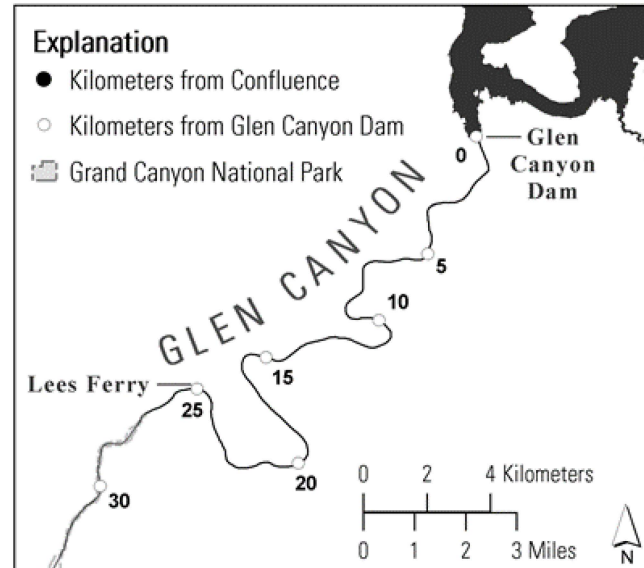 Explanation
Kilometers from Confluence
Kilometers from Glen Canyon Dam
Grand Canyon National Park
0
Glen
Canyon
Dam
GLEN CANYON
5
10
15
Lees Ferry
25
20
30
0 2 4 Kilometers
0 1 2 3 Miles
N